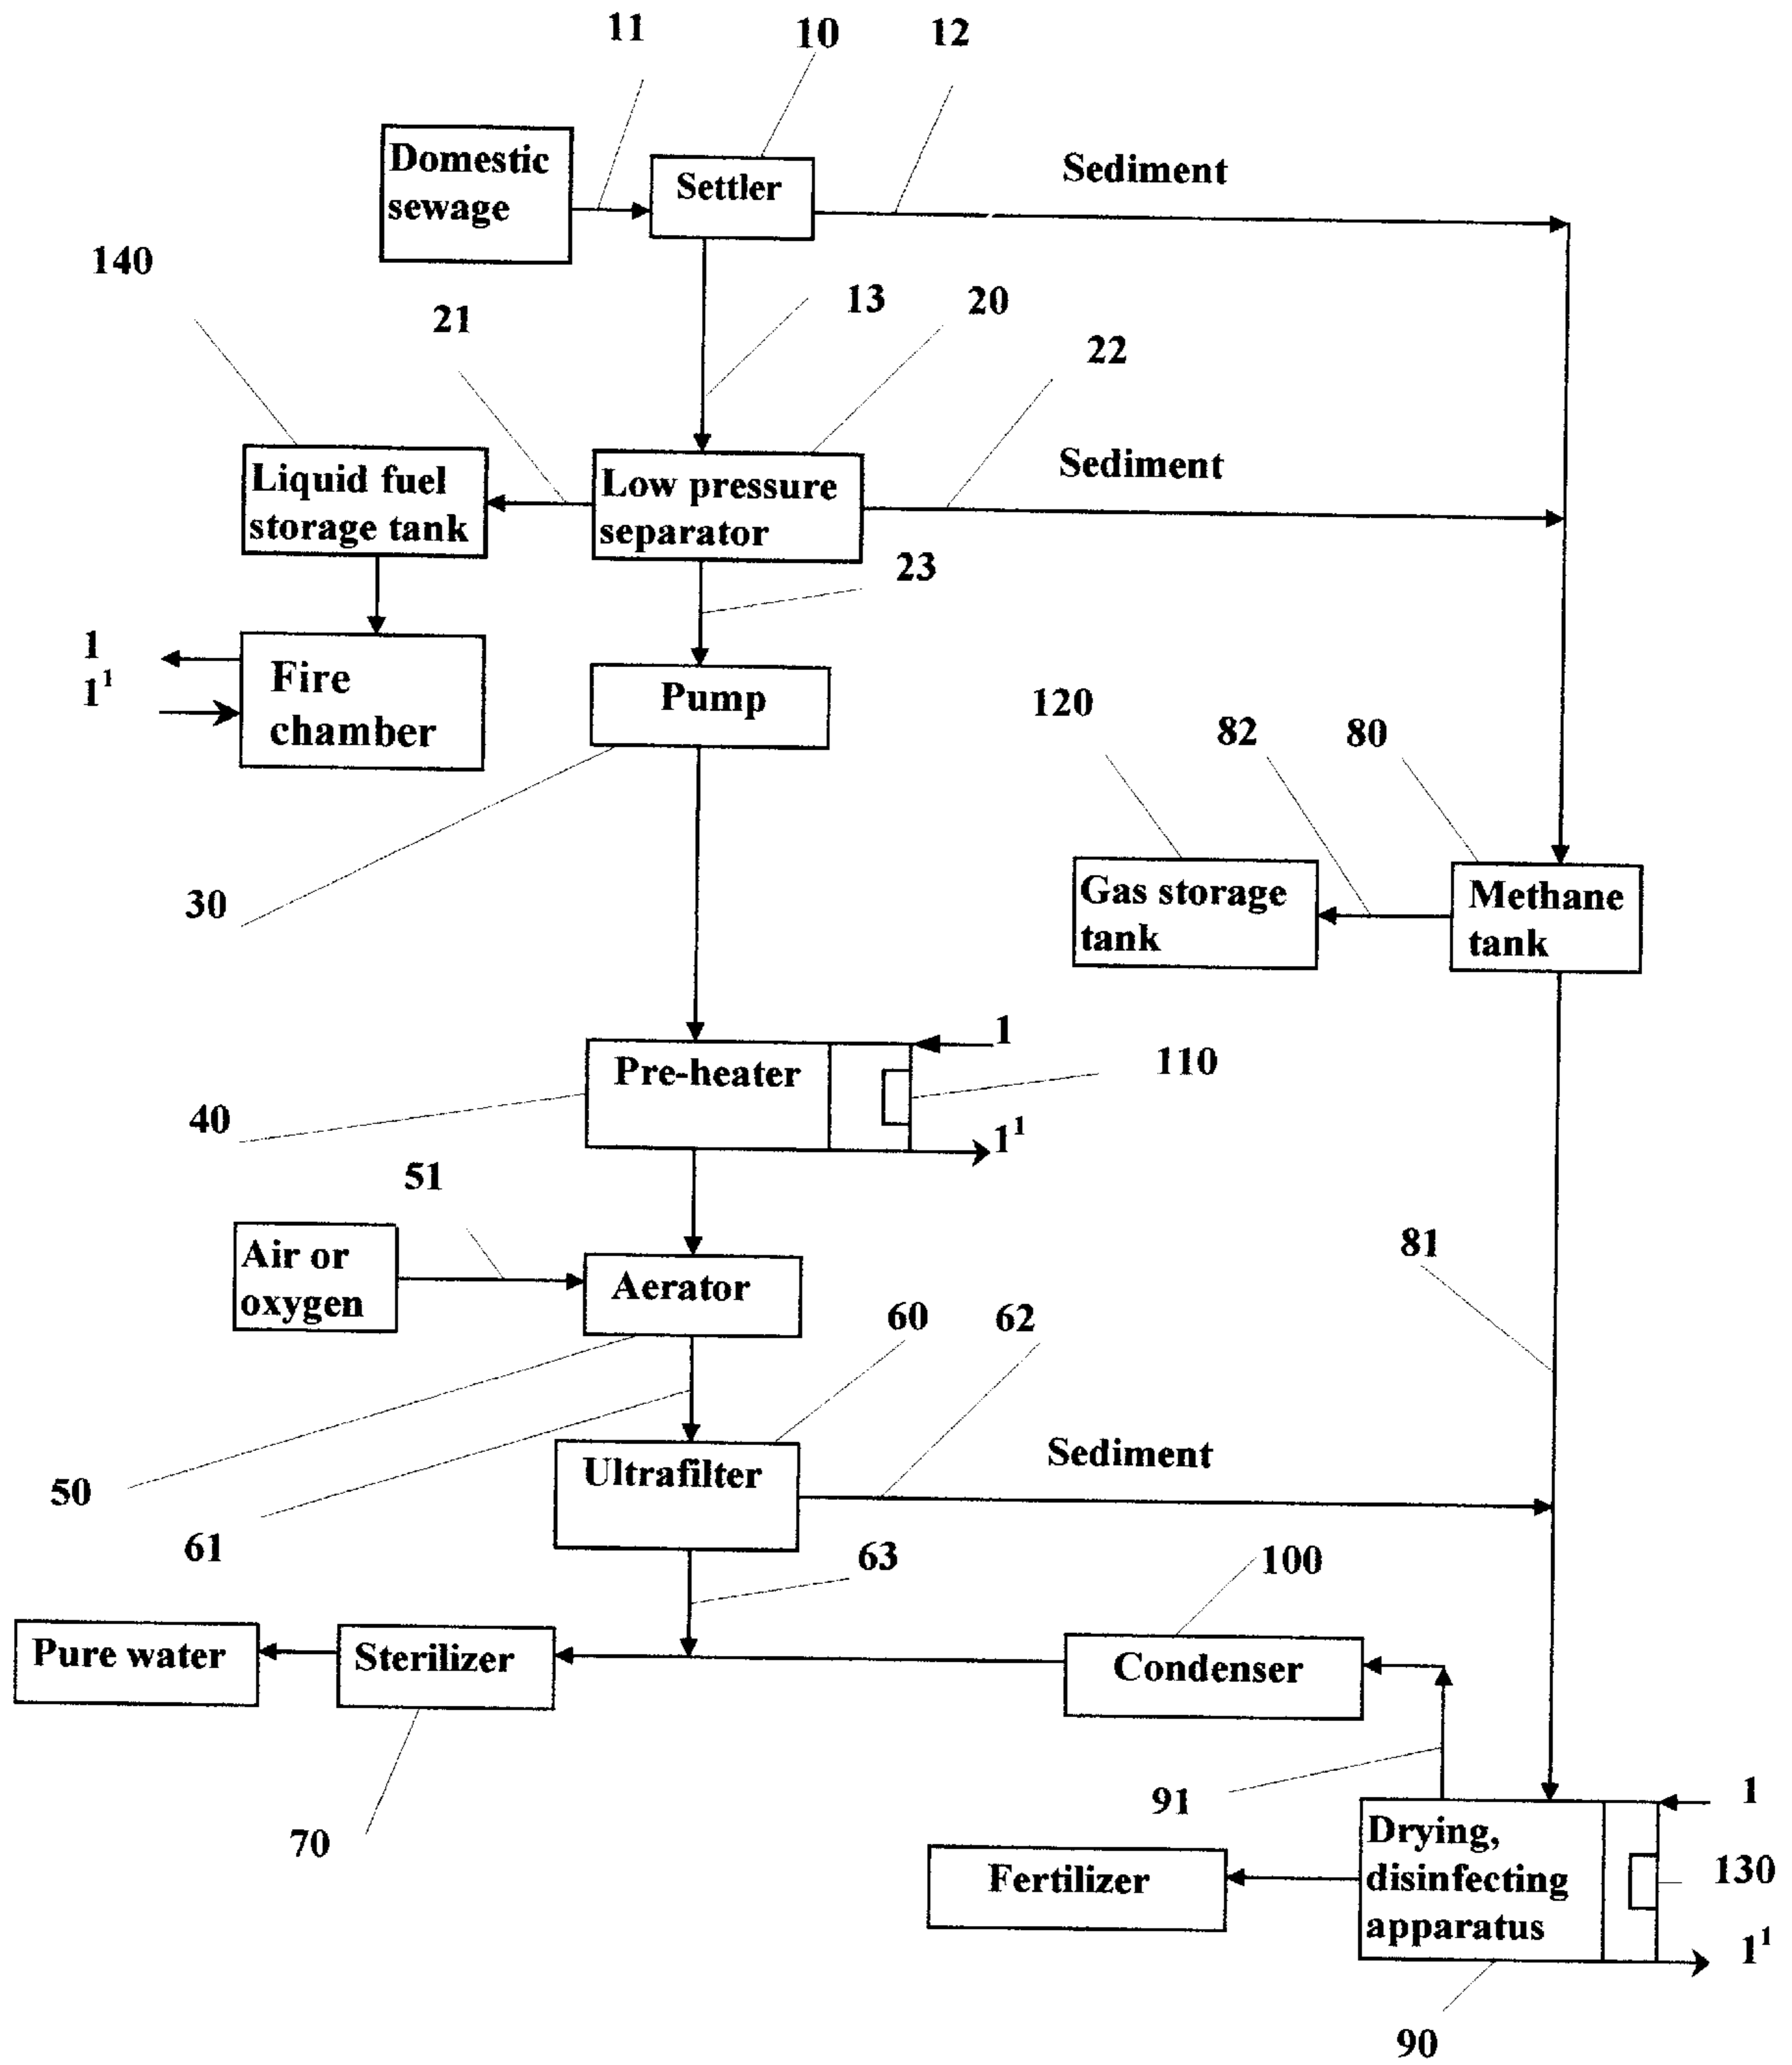 11
10
12
Domestic
sewage
Settler
Sediment
140
21
13
20
22
Liquid fuel
storage tank
Low pressure
separator
Sediment
23
1
1¹
Fire
chamber
Pump
120
82
80
30
Gas storage
tank
Methane
tank
Pre-heater
1
110
40
1¹
51
81
Air or
oxygen
Aerator
60
62
50
Ultrafilter
Sediment
61
63
100
Pure water
Sterilizer
Condenser
91
70
Drying,
disinfecting
apparatus
1
130
1¹
Fertilizer
90